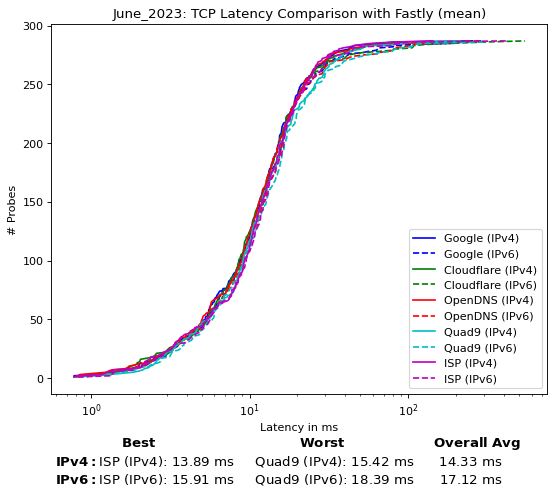 June_2023: TCP Latency Comparison with Fastly (mean)
300
250
200
150
100
50
0
# Probes
Google (IPv4)
Google (IPv6)
Cloudflare (IPv4)
Cloudflare (IPv6)
OpenDNS (IPv4)
OpenDNS (IPv6)
Quad9 (IPv4)
Quad9 (IPv6)
ISP (IPv4)
ISP (IPv6)
10⁰ 10¹ 10²
Latency in ms
Best Worst Overall Avg
IPv4: ISP (IPv4): 13.89 ms Quad9 (IPv4): 15.42 ms 14.33 ms
IPv6: ISP (IPv6): 15.91 ms Quad9 (IPv6): 18.39 ms 17.12 ms